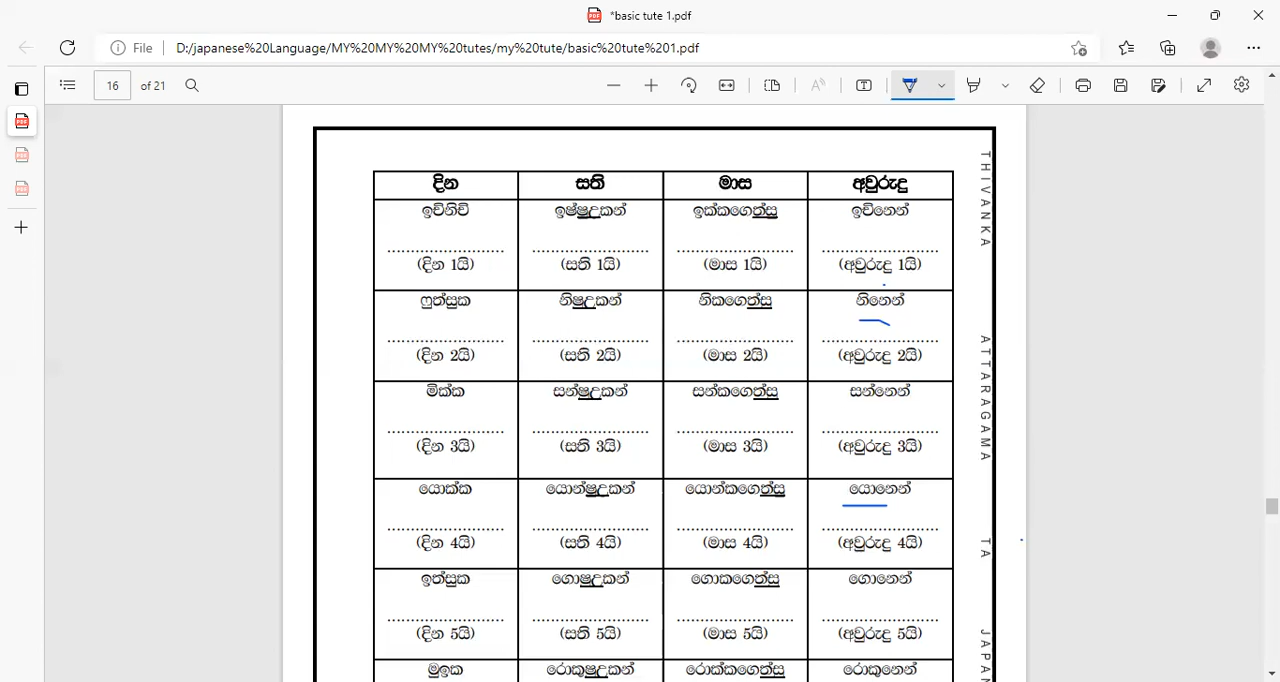 *basic tute 1.pdf
File
D:/japanese%20Language/MY%20MY%20MY%20tutes/my%20tute/basic%20tute%201.pdf
16 of 21
දින සති මාස අවුරුදු
ඉචිනිචි ඉෂ්ෂුඋකන් ඉක්කගෙත්සු ඉචිනෙන්
(දින 1යි) (සති 1යි) (මාස 1යි) (අවුරුදු 1යි)
ෆුත්සුක නිෂුඋකන් නිකගෙත්සු නිනෙන්
(දින 2යි) (සති 2යි) (මාස 2යි) (අවුරුදු 2යි)
මික්ක සන්ෂුඋකන් සන්කගෙත්සු සන්නෙන්
(දින 3යි) (සති 3යි) (මාස 3යි) (අවුරුදු 3යි)
යොක්ක යොන්ෂුඋකන් යොන්කගෙත්සු යොනෙන්
(දින 4යි) (සති 4යි) (මාස 4යි) (අවුරුදු 4යි)
ඉත්සුක ගොෂුඋකන් ගොකගෙත්සු ගොනෙන්
(දින 5යි) (සති 5යි) (මාස 5යි) (අවුරුදු 5යි)
මුඉක රොකුෂුඋකන් රොක්කගෙත්සු රොකුනෙන්
THIVANKA ATTARAGAMA TA JAPAN